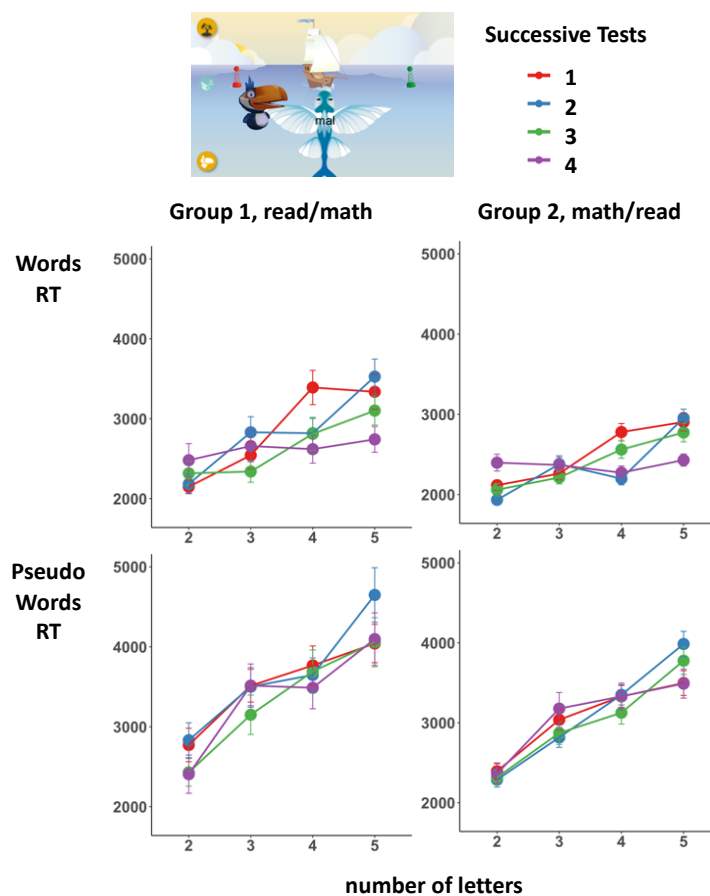 mal
Successive Tests
1
2
3
4
Group 1, read/math
Group 2, math/read
Words
RT
5000
4000
3000
2000
2 3 4 5
5000
4000
3000
2000
2 3 4 5
Pseudo
Words
RT
5000
4000
3000
2000
2 3 4 5
5000
4000
3000
2000
2 3 4 5
number of letters